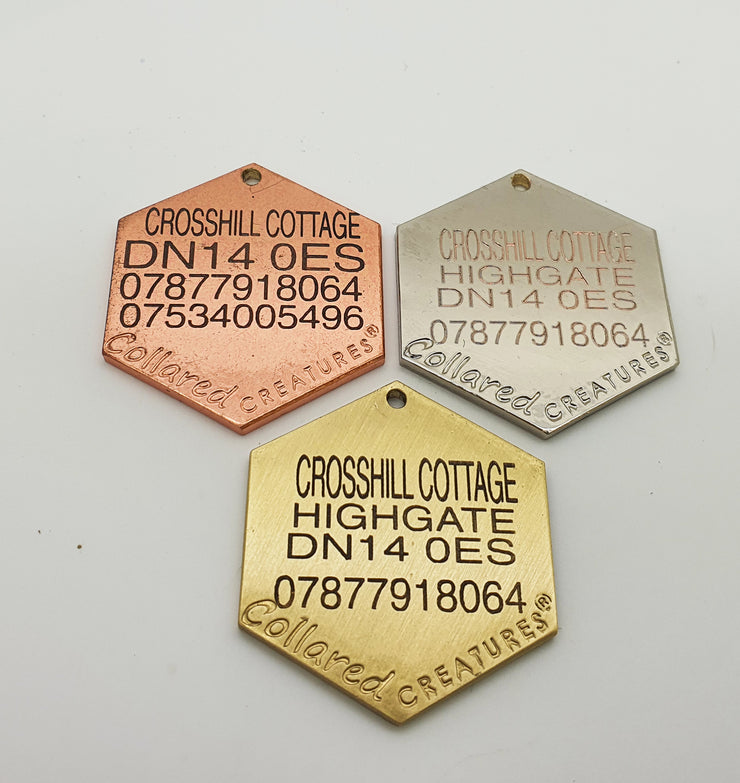 CROSSHILL COTTAGE
DN14 0ES
07877918064
07534005496
Collared CREATURES®
CROSSHILL COTTAGE
HIGHGATE
DN14 0ES
07877918064
Collared CREATURES®
CROSSHILL COTTAGE
HIGHGATE
DN14 0ES
07877918064
Collared CREATURES®